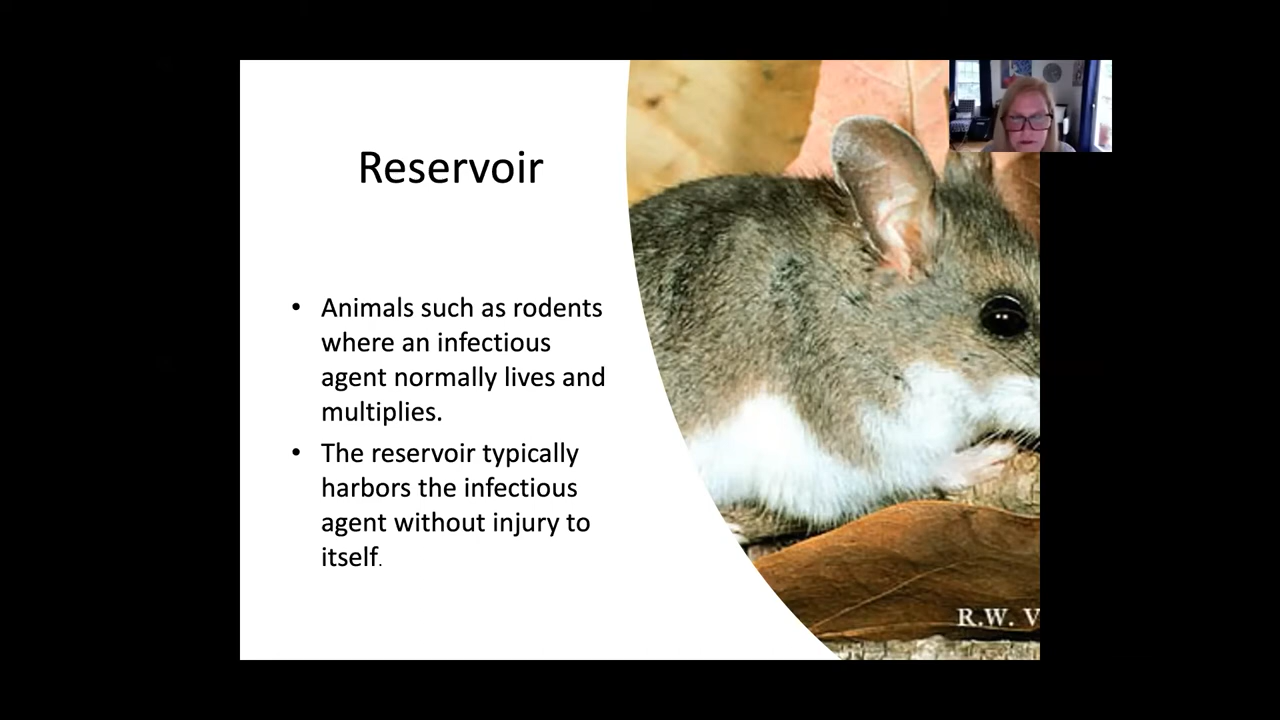 Reservoir
• Animals such as rodents
where an infectious
agent normally lives and
multiplies.
• The reservoir typically
harbors the infectious
agent without injury to
itself.
R.W. V